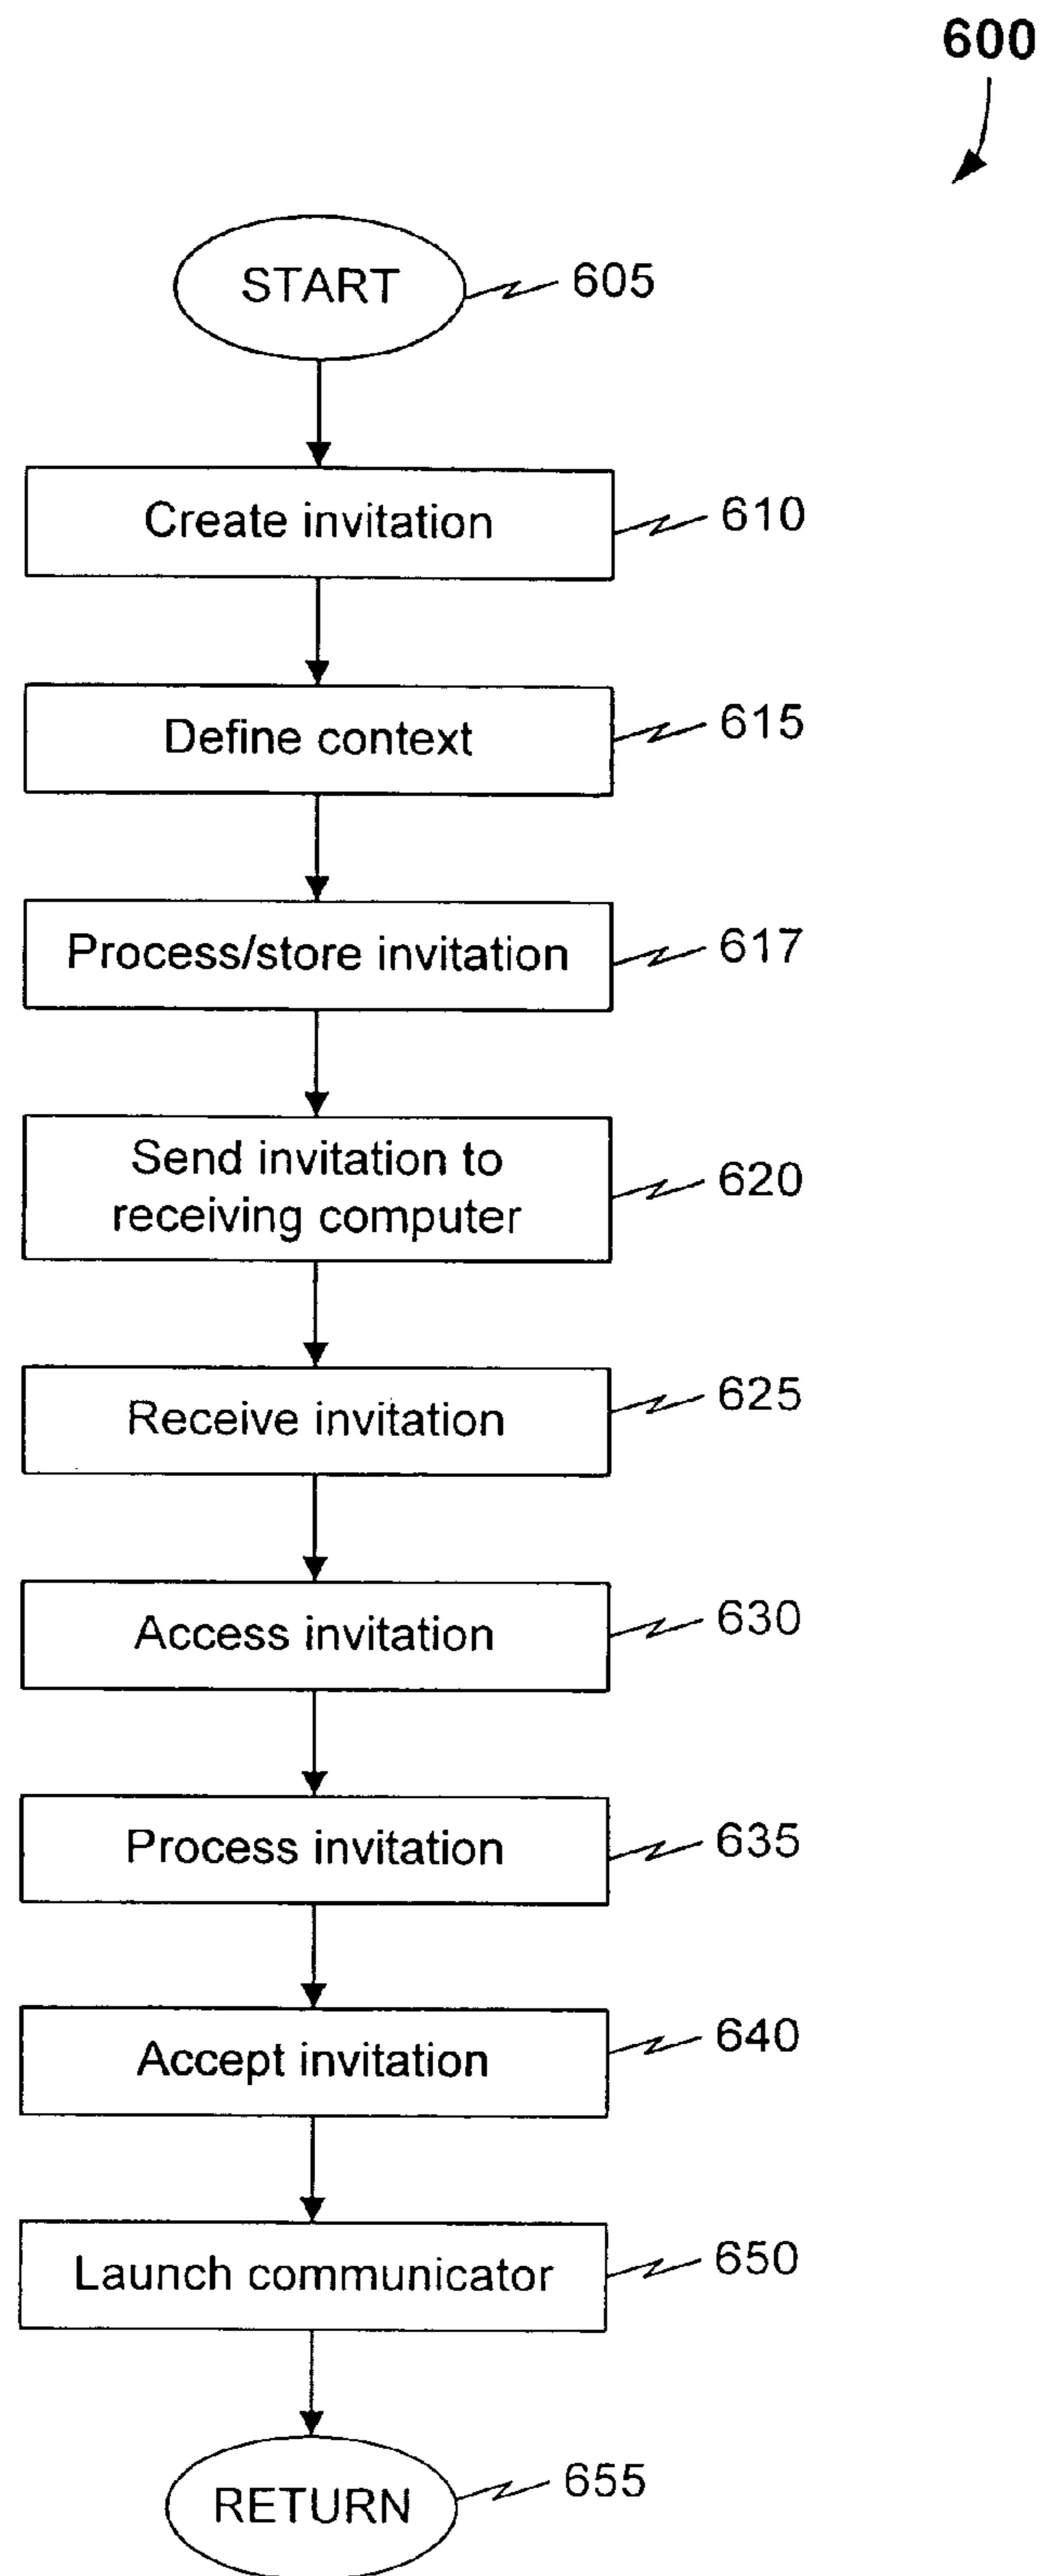 600
START
605
Create invitation
610
Define context
615
Process/store invitation
617
Send invitation to
receiving computer
620
Receive invitation
625
Access invitation
630
Process invitation
635
Accept invitation
640
Launch communicator
650
RETURN
655